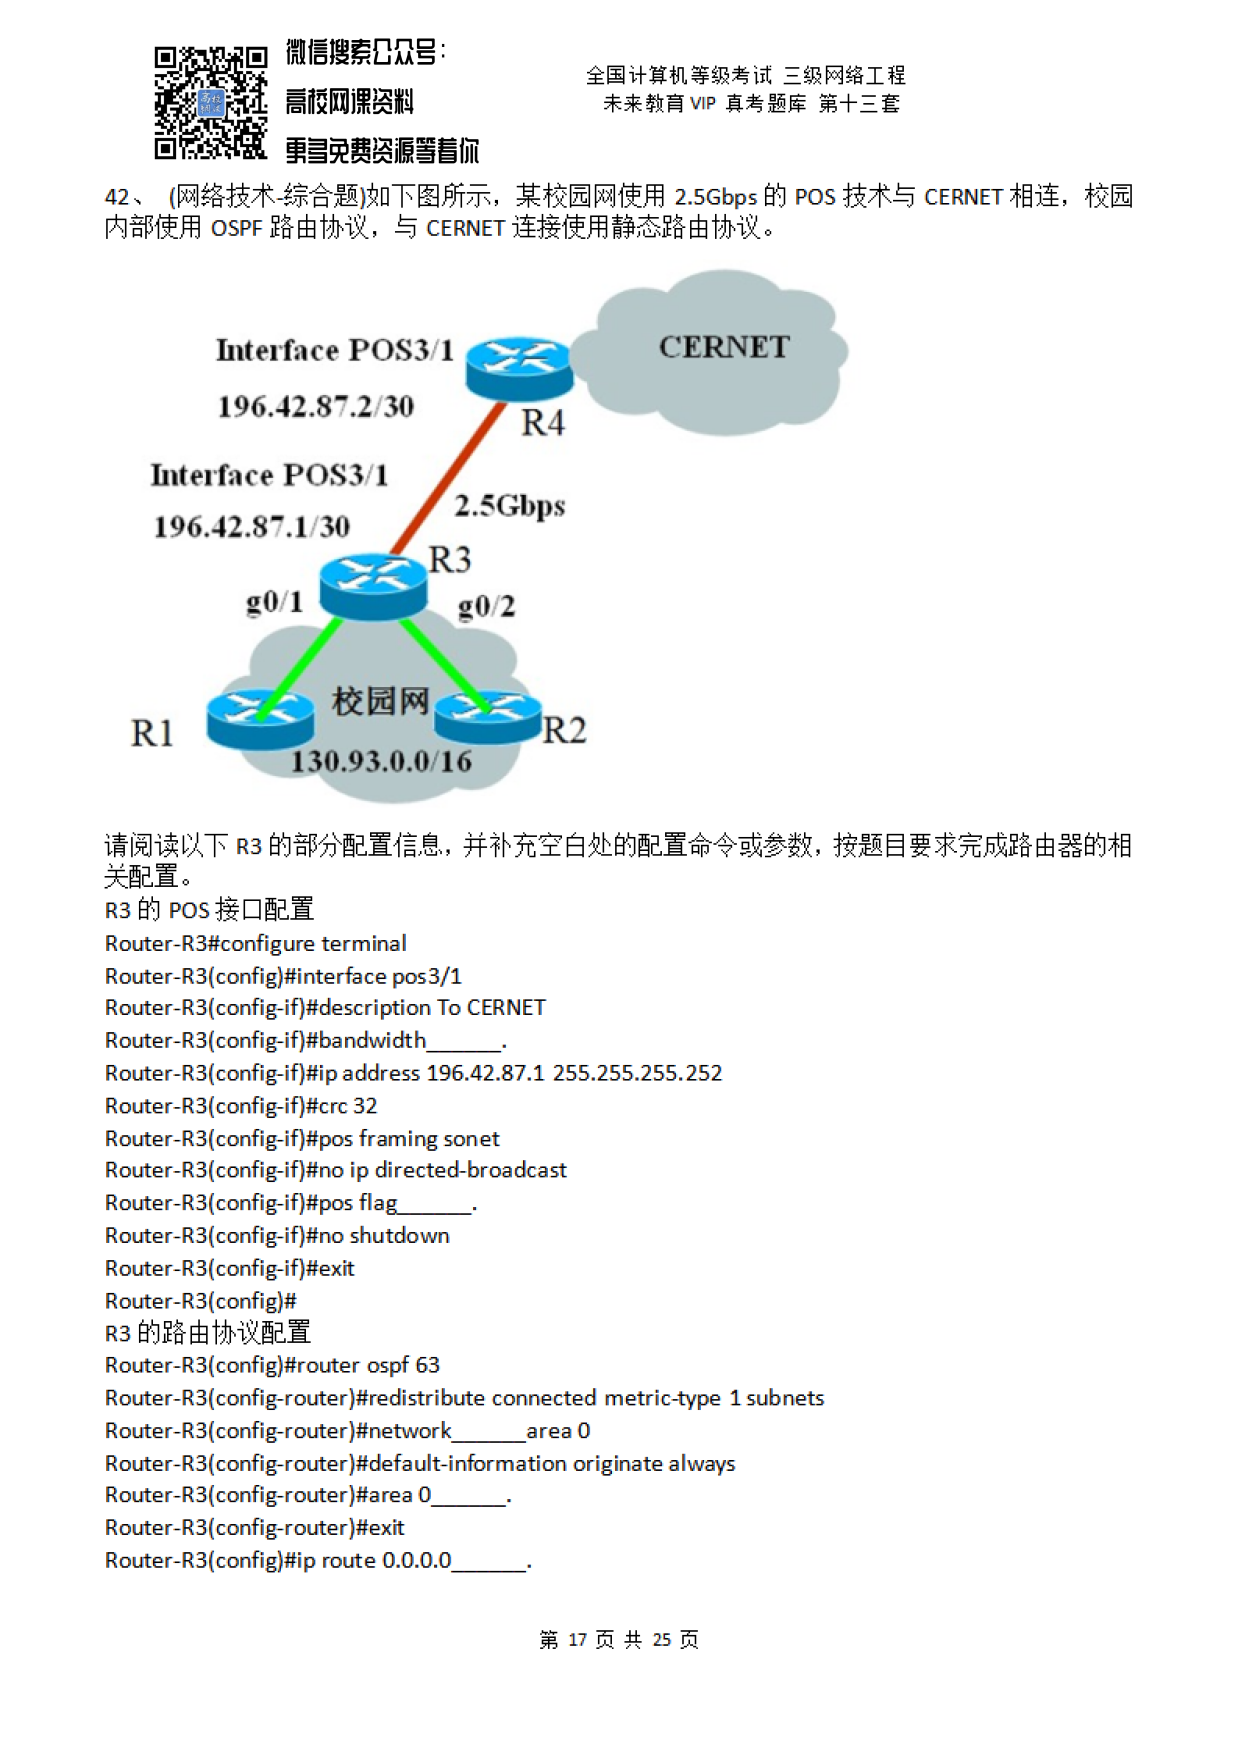 微信搜索公众号：
高校网课资料
更多免费资源等着你
高校
网课
全国计算机等级考试 三级网络工程
未来教育 VIP 真考题库 第十三套
42、 (网络技术-综合题)如下图所示，某校园网使用 2.5Gbps 的 POS 技术与 CERNET 相连，校园
内部使用 OSPF 路由协议，与 CERNET 连接使用静态路由协议。
CERNET
Interface POS3/1
196.42.87.2/30
R4
Interface POS3/1
196.42.87.1/30
2.5Gbps
R3
g0/1
g0/2
校园网
R1
R2
130.93.0.0/16
请阅读以下 R3 的部分配置信息，并补充空白处的配置命令或参数，按题目要求完成路由器的相
关配置。
R3 的 POS 接口配置
Router-R3#configure terminal
Router-R3(config)#interface pos3/1
Router-R3(config-if)#description To CERNET
Router-R3(config-if)#bandwidth______.
Router-R3(config-if)#ip address 196.42.87.1 255.255.255.252
Router-R3(config-if)#crc 32
Router-R3(config-if)#pos framing sonet
Router-R3(config-if)#no ip directed-broadcast
Router-R3(config-if)#pos flag______.
Router-R3(config-if)#no shutdown
Router-R3(config-if)#exit
Router-R3(config)#
R3 的路由协议配置
Router-R3(config)#router ospf 63
Router-R3(config-router)#redistribute connected metric-type 1 subnets
Router-R3(config-router)#network______area 0
Router-R3(config-router)#default-information originate always
Router-R3(config-router)#area 0______.
Router-R3(config-router)#exit
Router-R3(config)#ip route 0.0.0.0______.
第 17 页 共 25 页